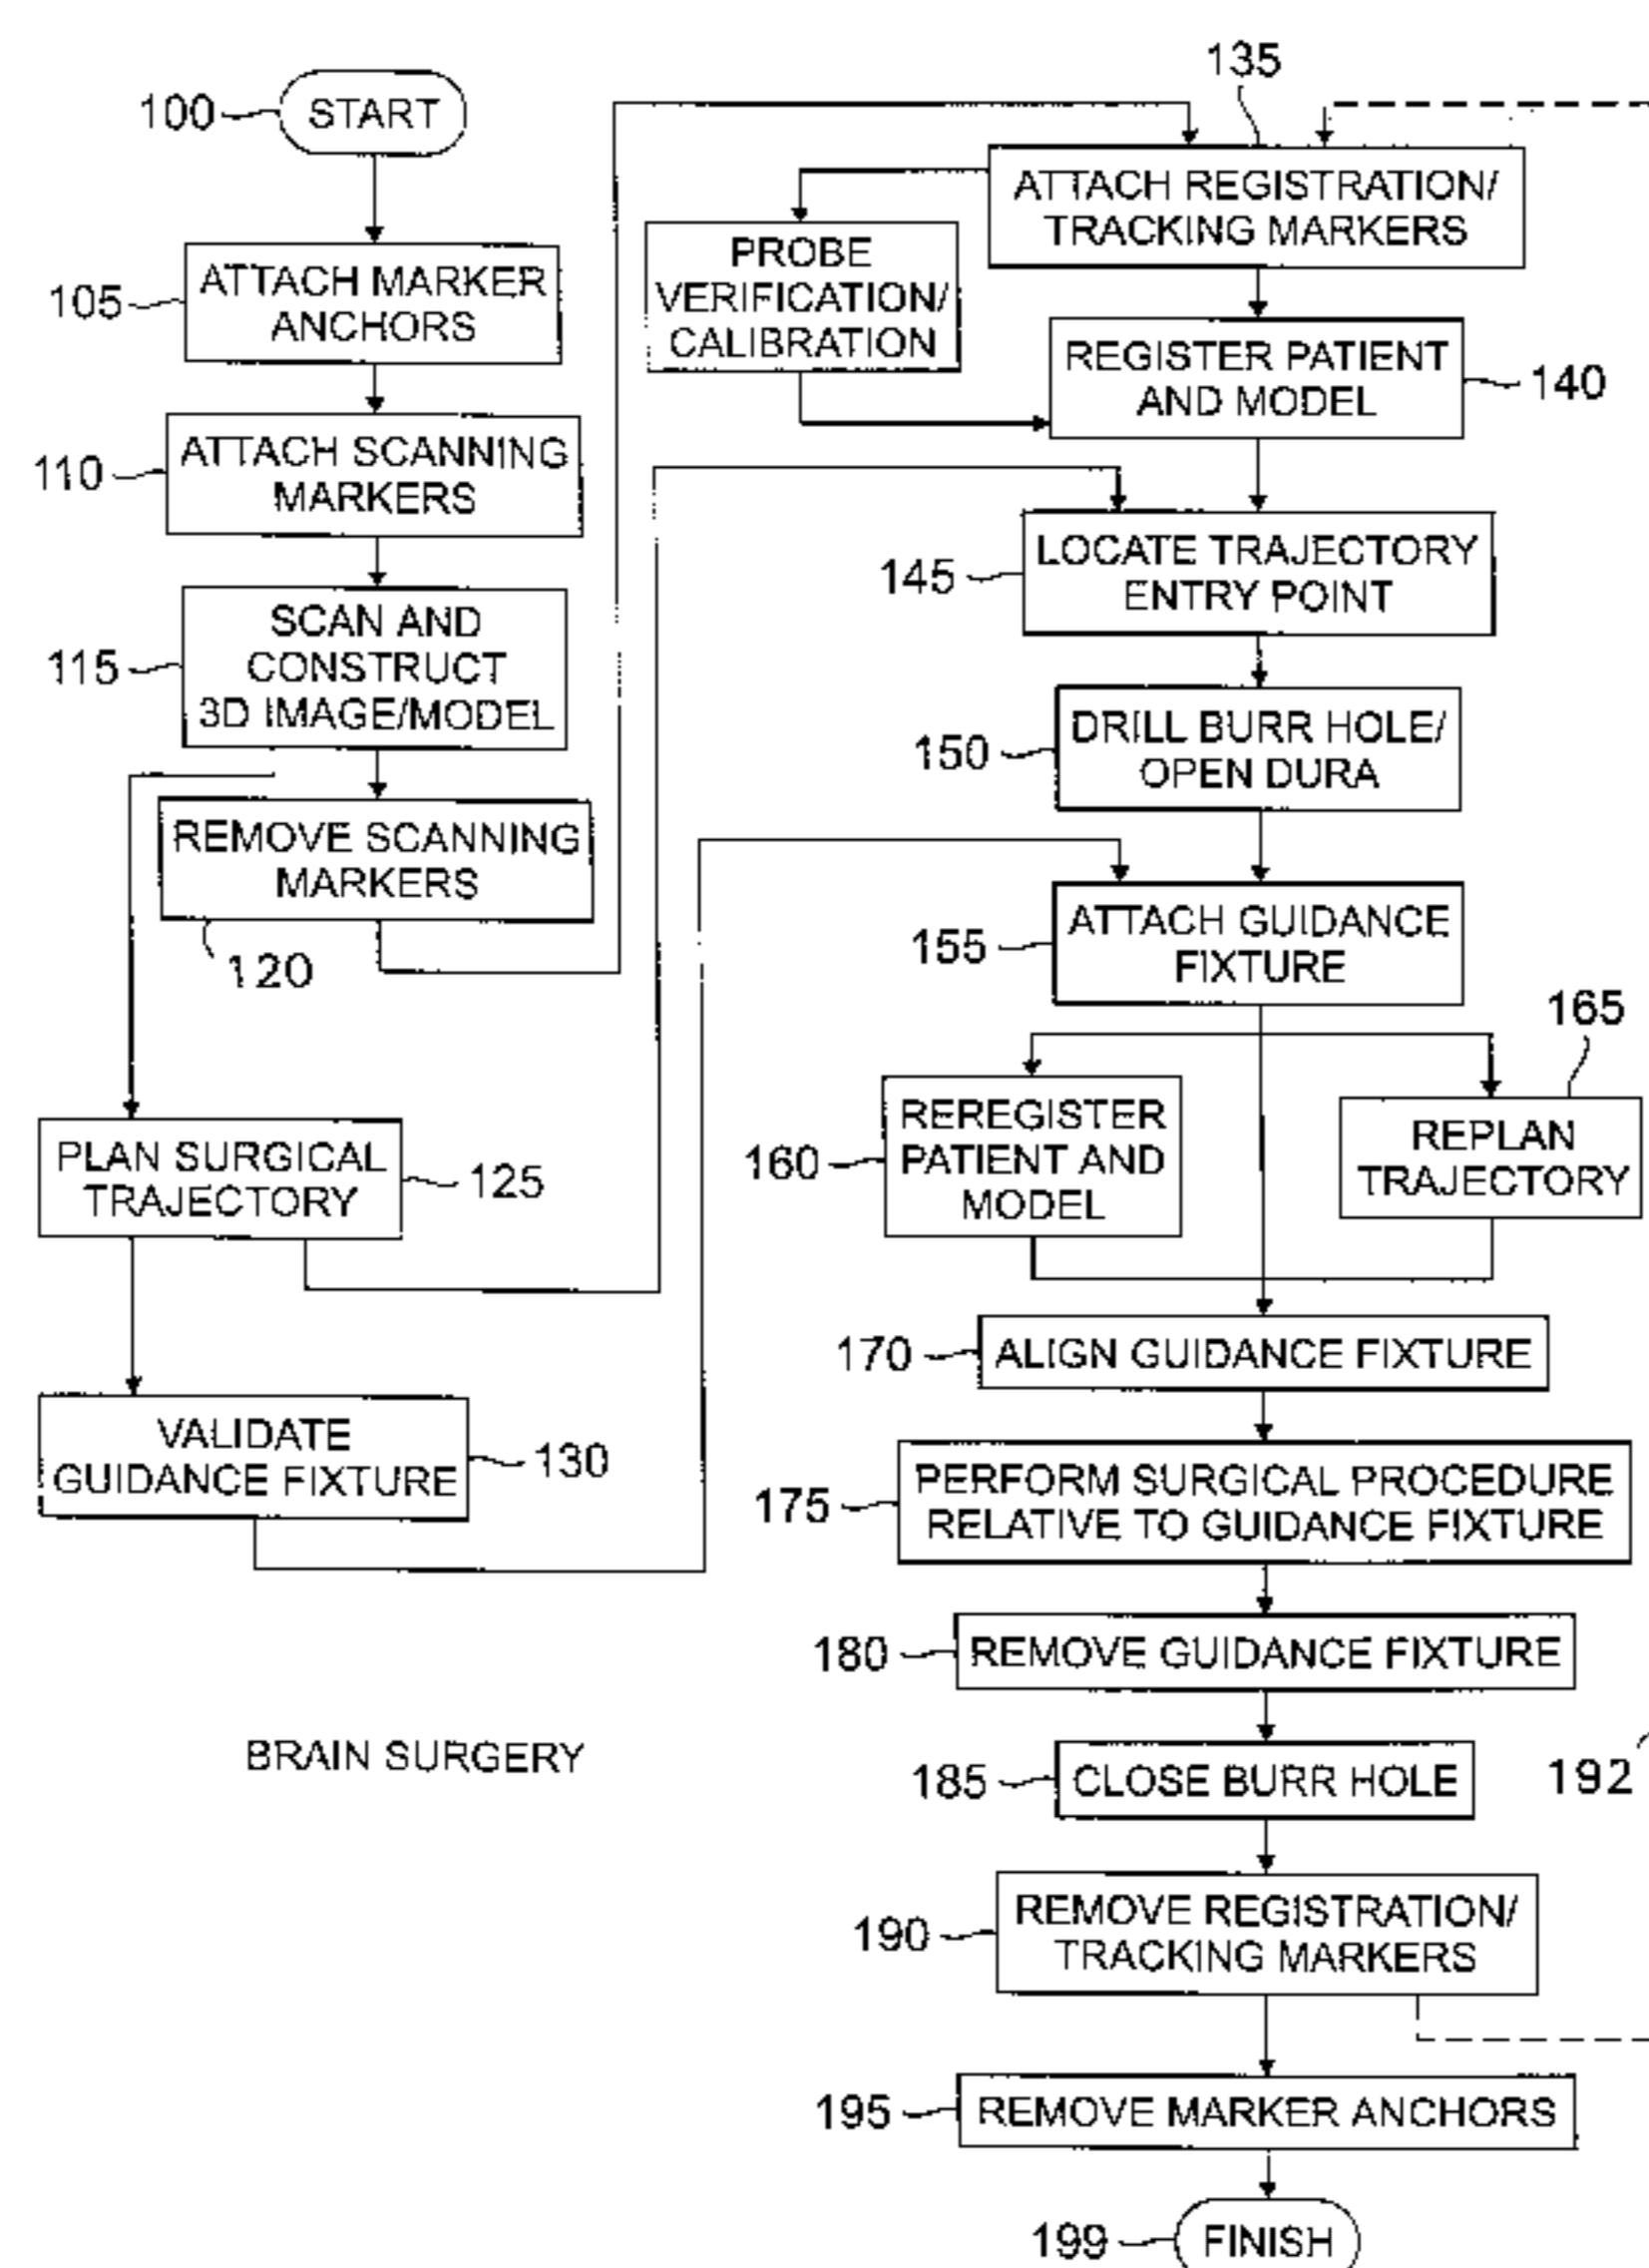 100
START
105
ATTACH MARKER
ANCHORS
110
ATTACH SCANNING
MARKERS
115
SCAN AND
CONSTRUCT
3D IMAGE/MODEL
REMOVE SCANNING
MARKERS
120
PLAN SURGICAL
TRAJECTORY
125
VALIDATE
GUIDANCE FIXTURE
130
BRAIN SURGERY
135
ATTACH REGISTRATION/
TRACKING MARKERS
PROBE
VERIFICATION/
CALIBRATION
REGISTER PATIENT
AND MODEL
140
145
LOCATE TRAJECTORY
ENTRY POINT
150
DRILL BURR HOLE/
OPEN DURA
155
ATTACH GUIDANCE
FIXTURE
160
REREGISTER
PATIENT AND
MODEL
165
REPLAN
TRAJECTORY
170
ALIGN GUIDANCE FIXTURE
175
PERFORM SURGICAL PROCEDURE
RELATIVE TO GUIDANCE FIXTURE
180
REMOVE GUIDANCE FIXTURE
185
CLOSE BURR HOLE
192
190
REMOVE REGISTRATION/
TRACKING MARKERS
195
REMOVE MARKER ANCHORS
199
FINISH